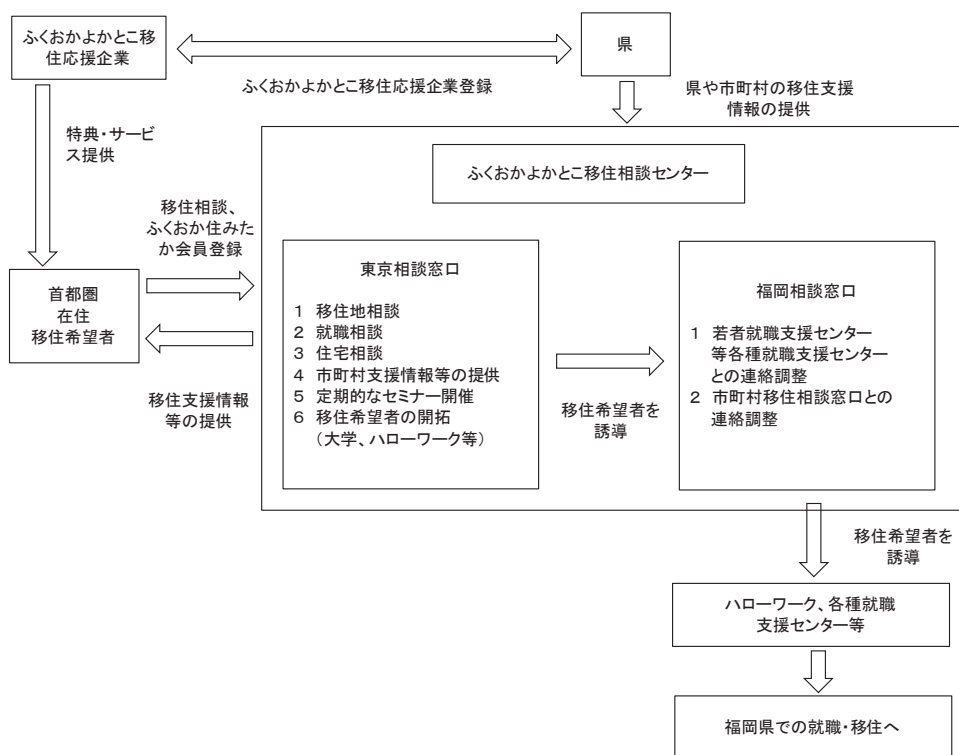 ふくおかよかとこ移
住応援企業
県
ふくおかよかとこ移住応援企業登録
県や市町村の移住支援
情報の提供
特典・サービ
ス提供
ふくおかよかとこ移住相談センター
移住相談、
ふくおか住みた
か会員登録
首都圏
在住
移住希望者
移住支援情報
等の提供
東京相談窓口
1 移住地相談
2 就職相談
3 住宅相談
4 市町村支援情報等の提供
5 定期的なセミナー開催
6 移住希望者の開拓
(大学、ハローワーク等)
移住希望者を
誘導
福岡相談窓口
1 若者就職支援センター
等各種就職支援センター
との連絡調整
2 市町村移住相談窓口との
連絡調整
移住希望者を
誘導
ハローワーク、各種就職
支援センター等
福岡県での就職・移住へ